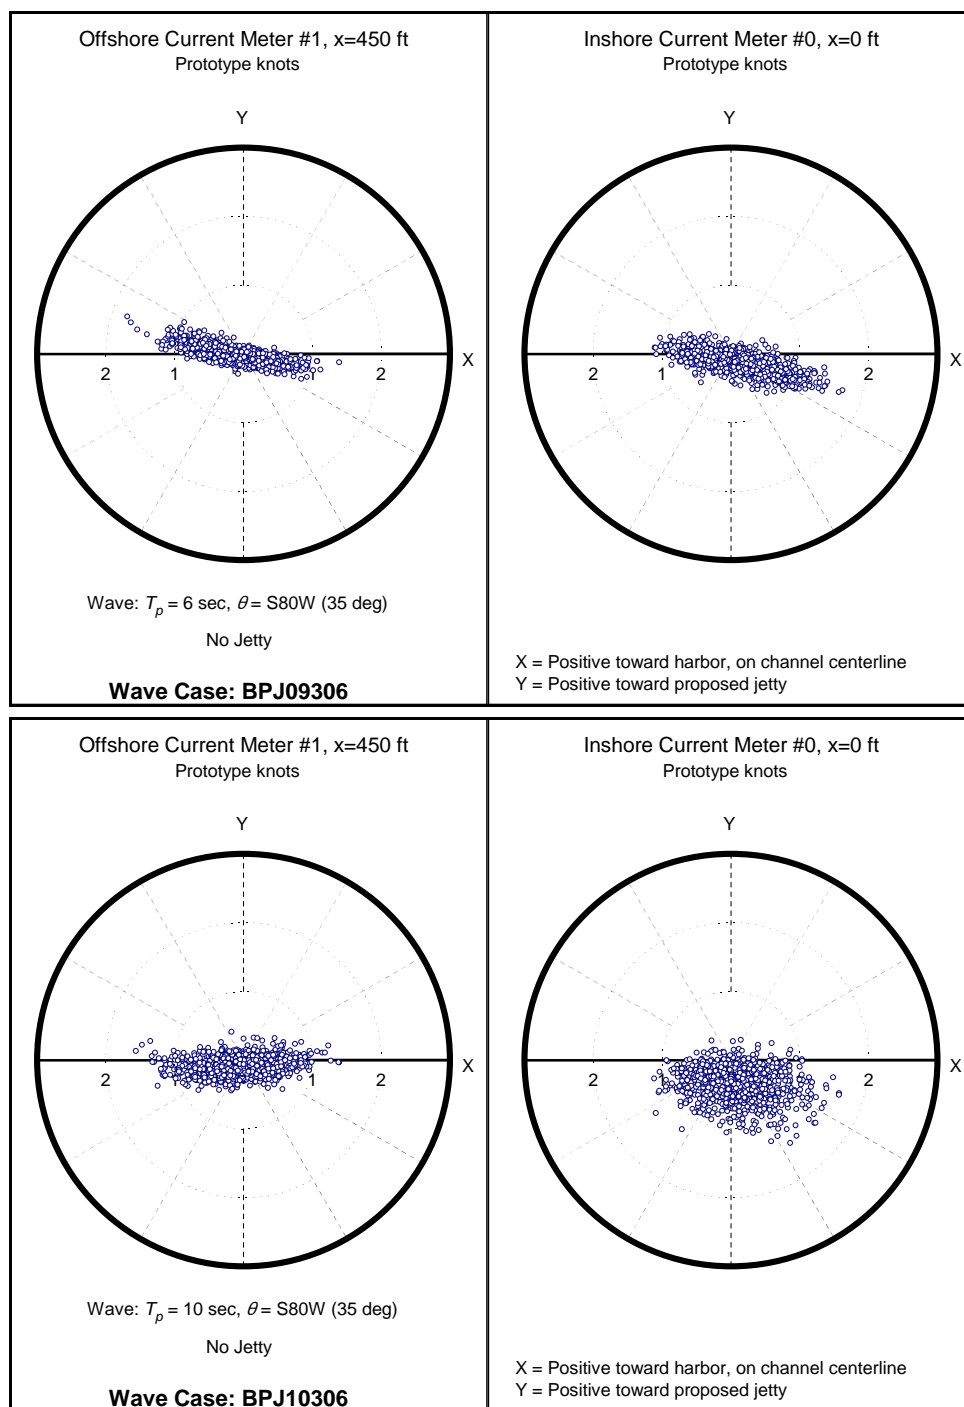 Offshore Current Meter #1, x=450 ft
Prototype knots
Y
X
2
1
1
2
Wave: Tp = 6 sec, θ = S80W (35 deg)
No Jetty
Wave Case: BPJ09306
Inshore Current Meter #0, x=0 ft
Prototype knots
Y
X
2
1
2
X = Positive toward harbor, on channel centerline
Y = Positive toward proposed jetty
Offshore Current Meter #1, x=450 ft
Prototype knots
Y
X
2
1
1
2
Wave: Tp = 10 sec, θ = S80W (35 deg)
No Jetty
Wave Case: BPJ10306
Inshore Current Meter #0, x=0 ft
Prototype knots
Y
X
2
1
2
X = Positive toward harbor, on channel centerline
Y = Positive toward proposed jetty